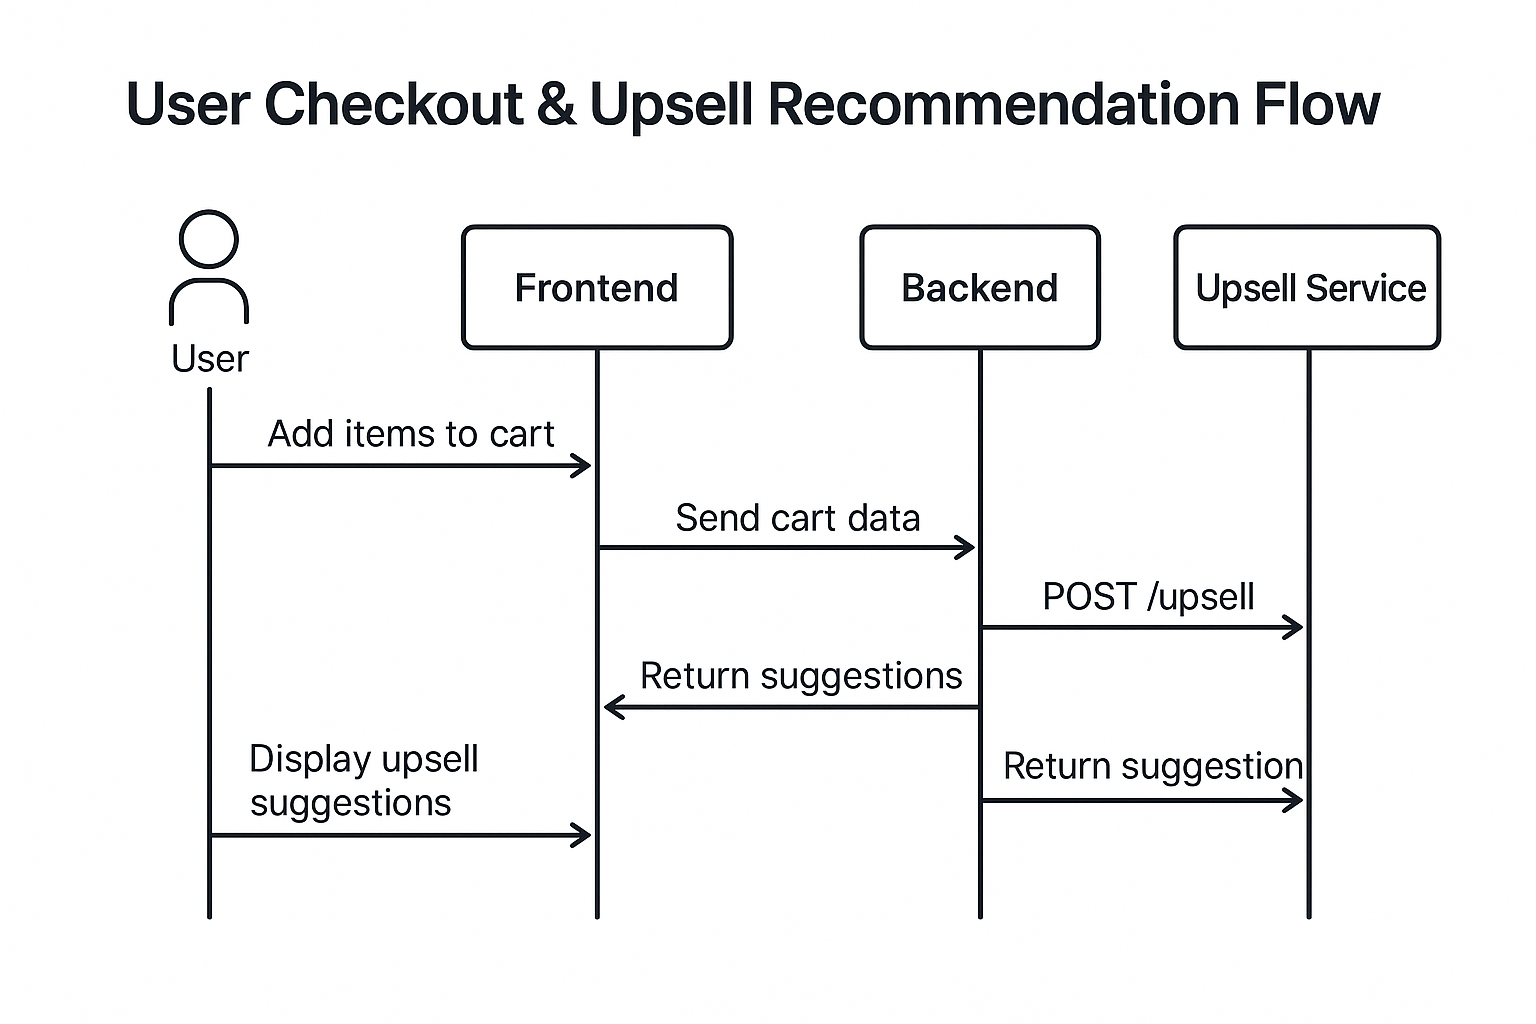 User Checkout & Upsell Recommendation Flow
User
Frontend
Backend
Upsell Service
Add items to cart
Send cart data
POST /upsell
Return suggestions
Display upsell
suggestions
Return suggestion